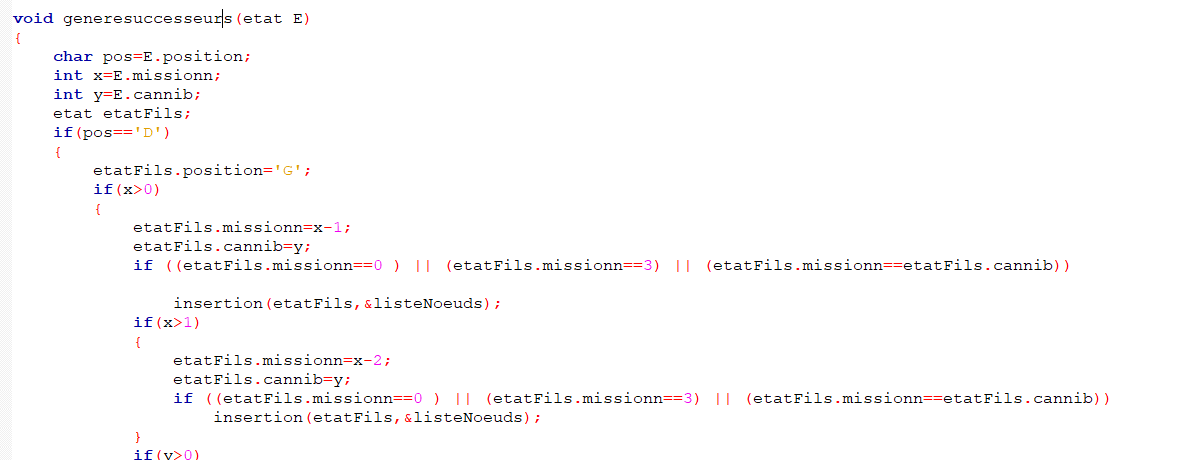 void generesuccesseurs(etat E)
{
    char pos=E.position;
    int x=E.missionn;
    int y=E.cannib;
    etat etatFils;
    if(pos=='D')
    {
        etatFils.position='G';
        if(x>0)
        {
            etatFils.missionn=x-1;
            etatFils.cannib=y;
            if ((etatFils.missionn==0 ) || (etatFils.missionn==3) || (etatFils.missionn==etatFils.cannib))
                insertion(etatFils,&listeNoeuds);
            if(x>1)
            {
                etatFils.missionn=x-2;
                etatFils.cannib=y;
                if ((etatFils.missionn==0 ) || (etatFils.missionn==3) || (etatFils.missionn==etatFils.cannib))
                    insertion(etatFils,&listeNoeuds);
            }
            if(y>0)